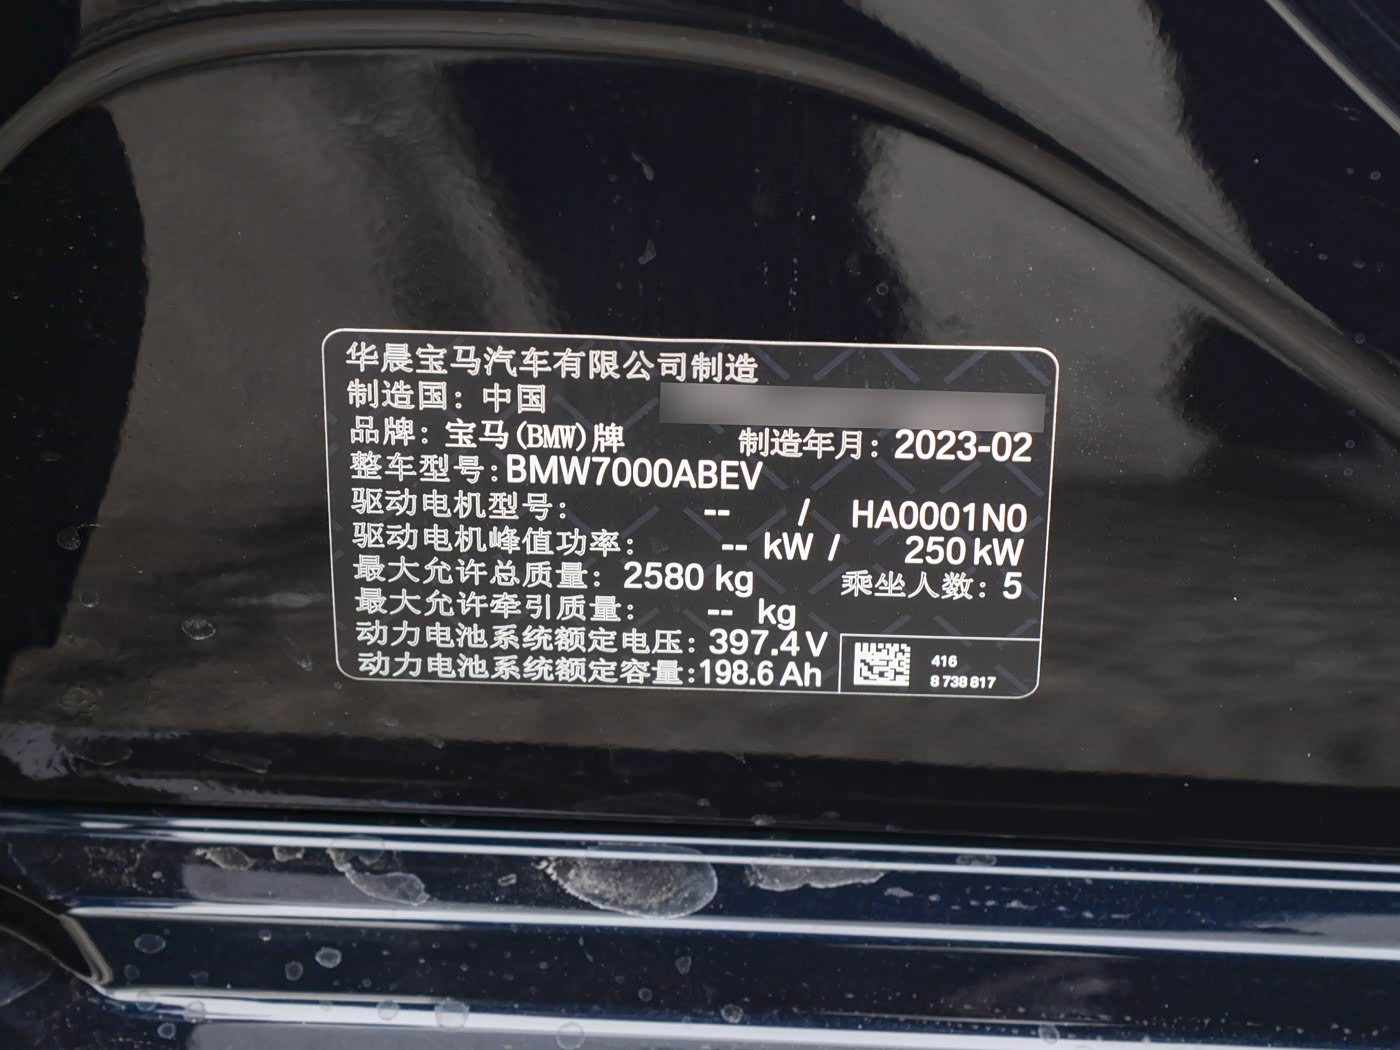 华晨宝马汽车有限公司制造
制造国：中国
品牌：宝马(BMW)牌 制造年月：2023-02
整车型号：BMW7000ABEV
驱动电机型号： -- / HA0001N0
驱动电机峰值功率： -- kW / 250 kW
最大允许总质量：2580 kg 乘坐人数：5
最大允许牵引质量： -- kg
动力电池系统额定电压：397.4 V
动力电池系统额定容量：198.6 Ah
416
8 738 817